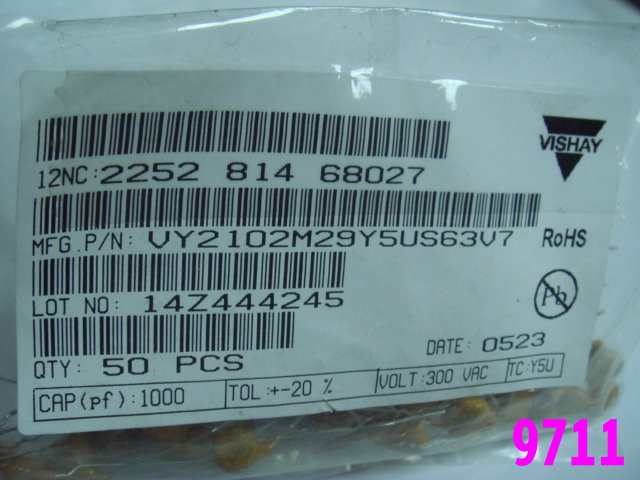 VISHAY
12NC: 2252 814 68027
MFG.P/N: VY2102M29Y5US63V7
RoHS
LOT NO: 14Z444245
Pb
QTY: 50 PCS
DATE: 0523
CAP(pf):1000 TOL:+-20 % VOLT:300 VAC TC:Y5U
9711